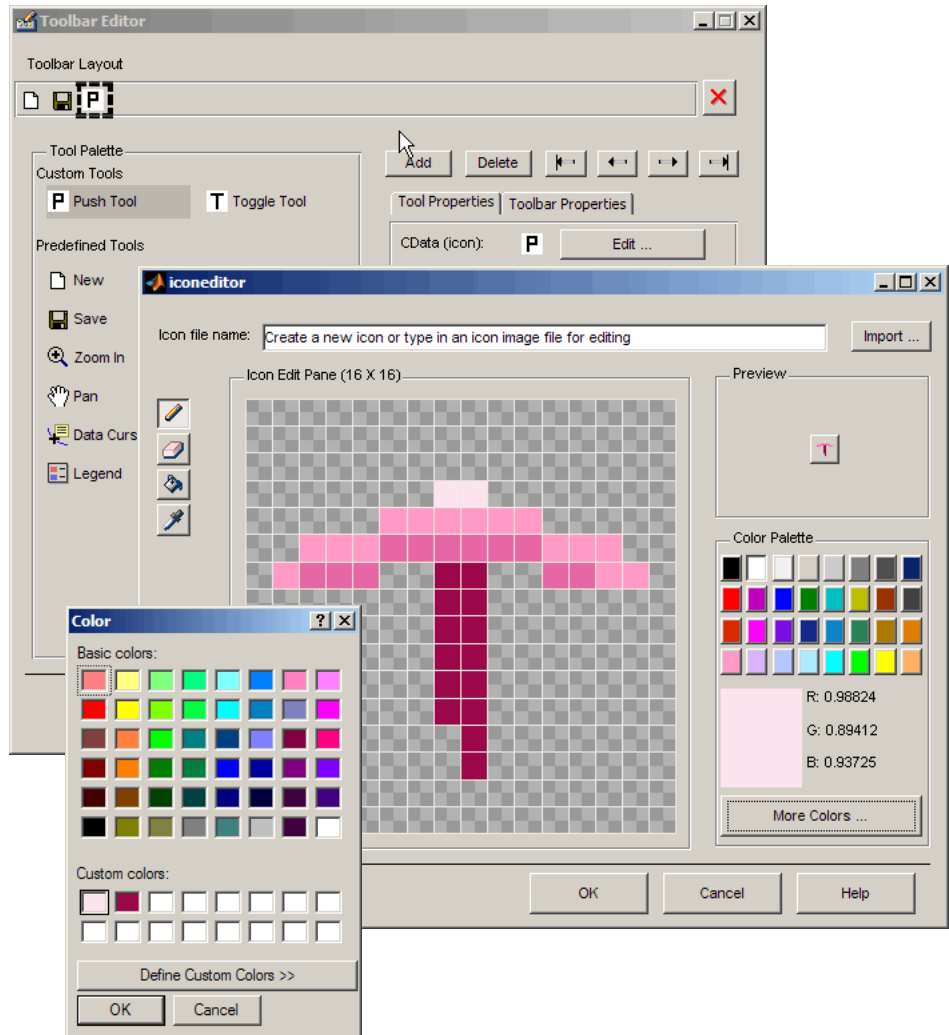 Toolbar Editor
Toolbar Layout
P
Tool Palette
Custom Tools
P Push Tool
T Toggle Tool
Predefined Tools
New
Save
Zoom In
Pan
Data Curs
Legend
Add
Delete
Tool Properties
Toolbar Properties
CData (icon):
P
Edit ...
iconeditor
Icon file name:
Create a new icon or type in an icon image file for editing
Import ...
Icon Edit Pane (16 X 16)
Preview
Color Palette
R: 0.98824
G: 0.89412
B: 0.93725
More Colors ...
OK
Cancel
Help
Color
?
Basic colors:
Custom colors:
Define Custom Colors >>
OK
Cancel